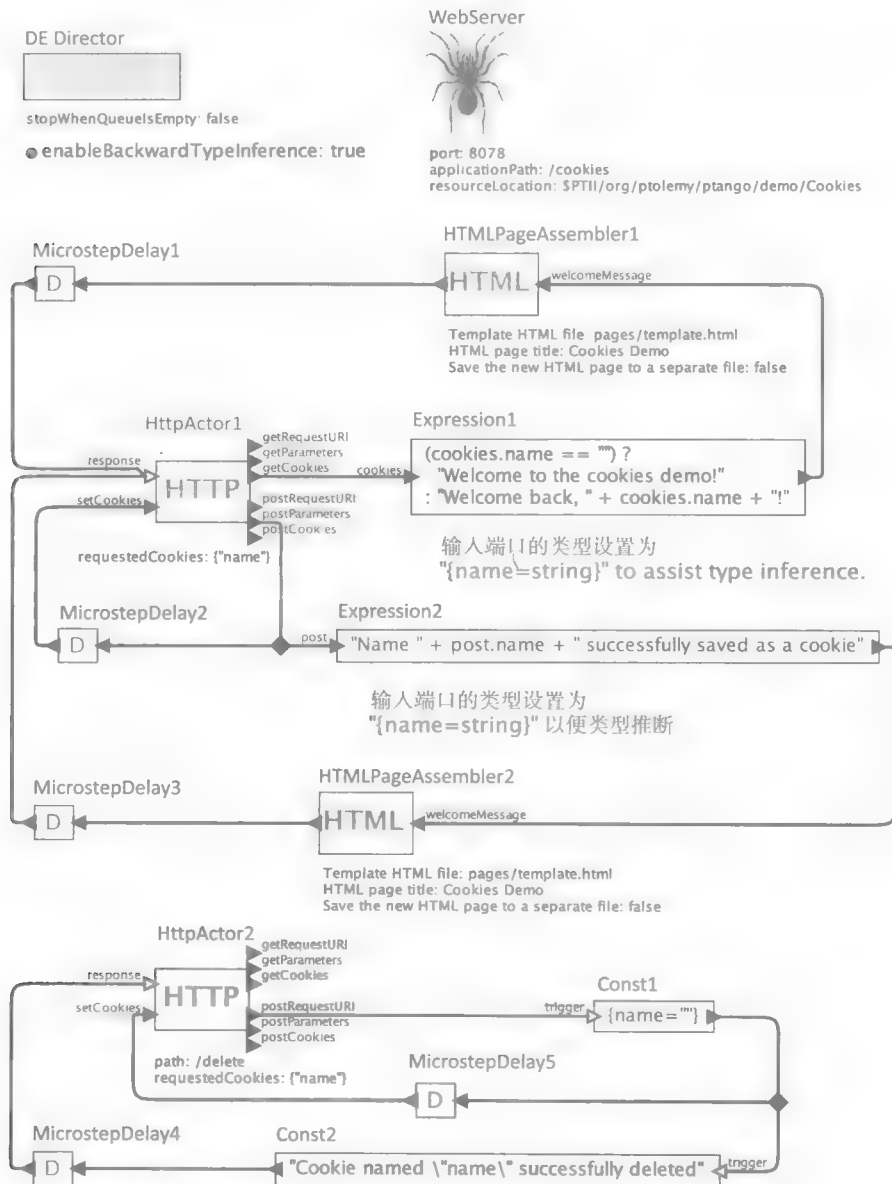 DE Director
stopWhenQueueIsEmpty: false
enableBackwardTypeInference: true
WebServer
port: 8078
applicationPath: /cookies
resourceLocation: $PTII/org/ptolemy/ptango/demo/Cookies
MicrostepDelay1
D
HTMLPageAssembler1
HTML
welcomeMessage
Template HTML file pages/template.html
HTML page title: Cookies Demo
Save the new HTML page to a separate file: false
HttpActor1
response
HTTP
setCookies
getRequestURI
getParameters
getCookies
postRequestURI
postParameters
postCookies
requestedCookies: {"name"}
Expression1
cookies
(cookies.name == "") ?
"Welcome to the cookies demo!"
: "Welcome back, " + cookies.name + "!"
输入端口的类型设置为
"{name=string}" to assist type inference.
MicrostepDelay2
D
Expression2
post
"Name " + post.name + " successfully saved as a cookie"
输入端口的类型设置为
"{name=string}" 以便类型推断
MicrostepDelay3
D
HTMLPageAssembler2
HTML
welcomeMessage
Template HTML file: pages/template.html
HTML page title: Cookies Demo
Save the new HTML page to a separate file: false
HttpActor2
response
HTTP
setCookies
getRequestURI
getParameters
getCookies
postRequestURI
postParameters
postCookies
path: /delete
requestedCookies: {"name"}
Const1
trigger
{name=""}
MicrostepDelay5
D
MicrostepDelay4
D
Const2
"Cookie named \"name\" successfully deleted"
trigger